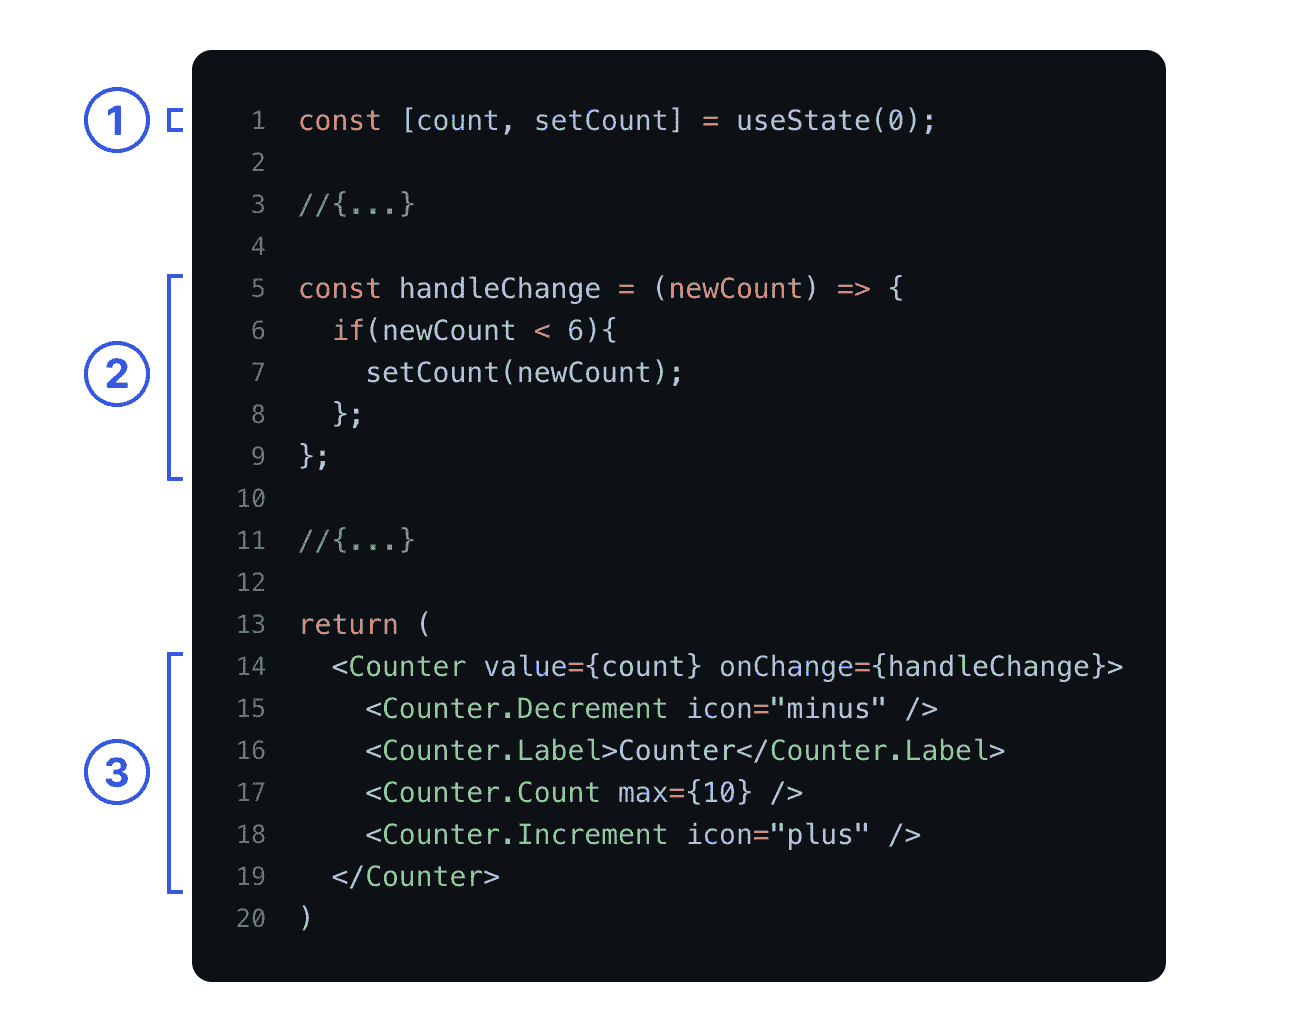 1
1 const [count, setCount] = useState(0);
2
3 //{...}
4
2
5 const handleChange = (newCount) => {
6   if(newCount < 6){
7     setCount(newCount);
8   };
9 };
10
11 //{...}
12
13 return (
3
14   <Counter value={count} onChange={handleChange}>
15     <Counter.Decrement icon="minus" />
16     <Counter.Label>Counter</Counter.Label>
17     <Counter.Count max={10} />
18     <Counter.Increment icon="plus" />
19   </Counter>
20 )